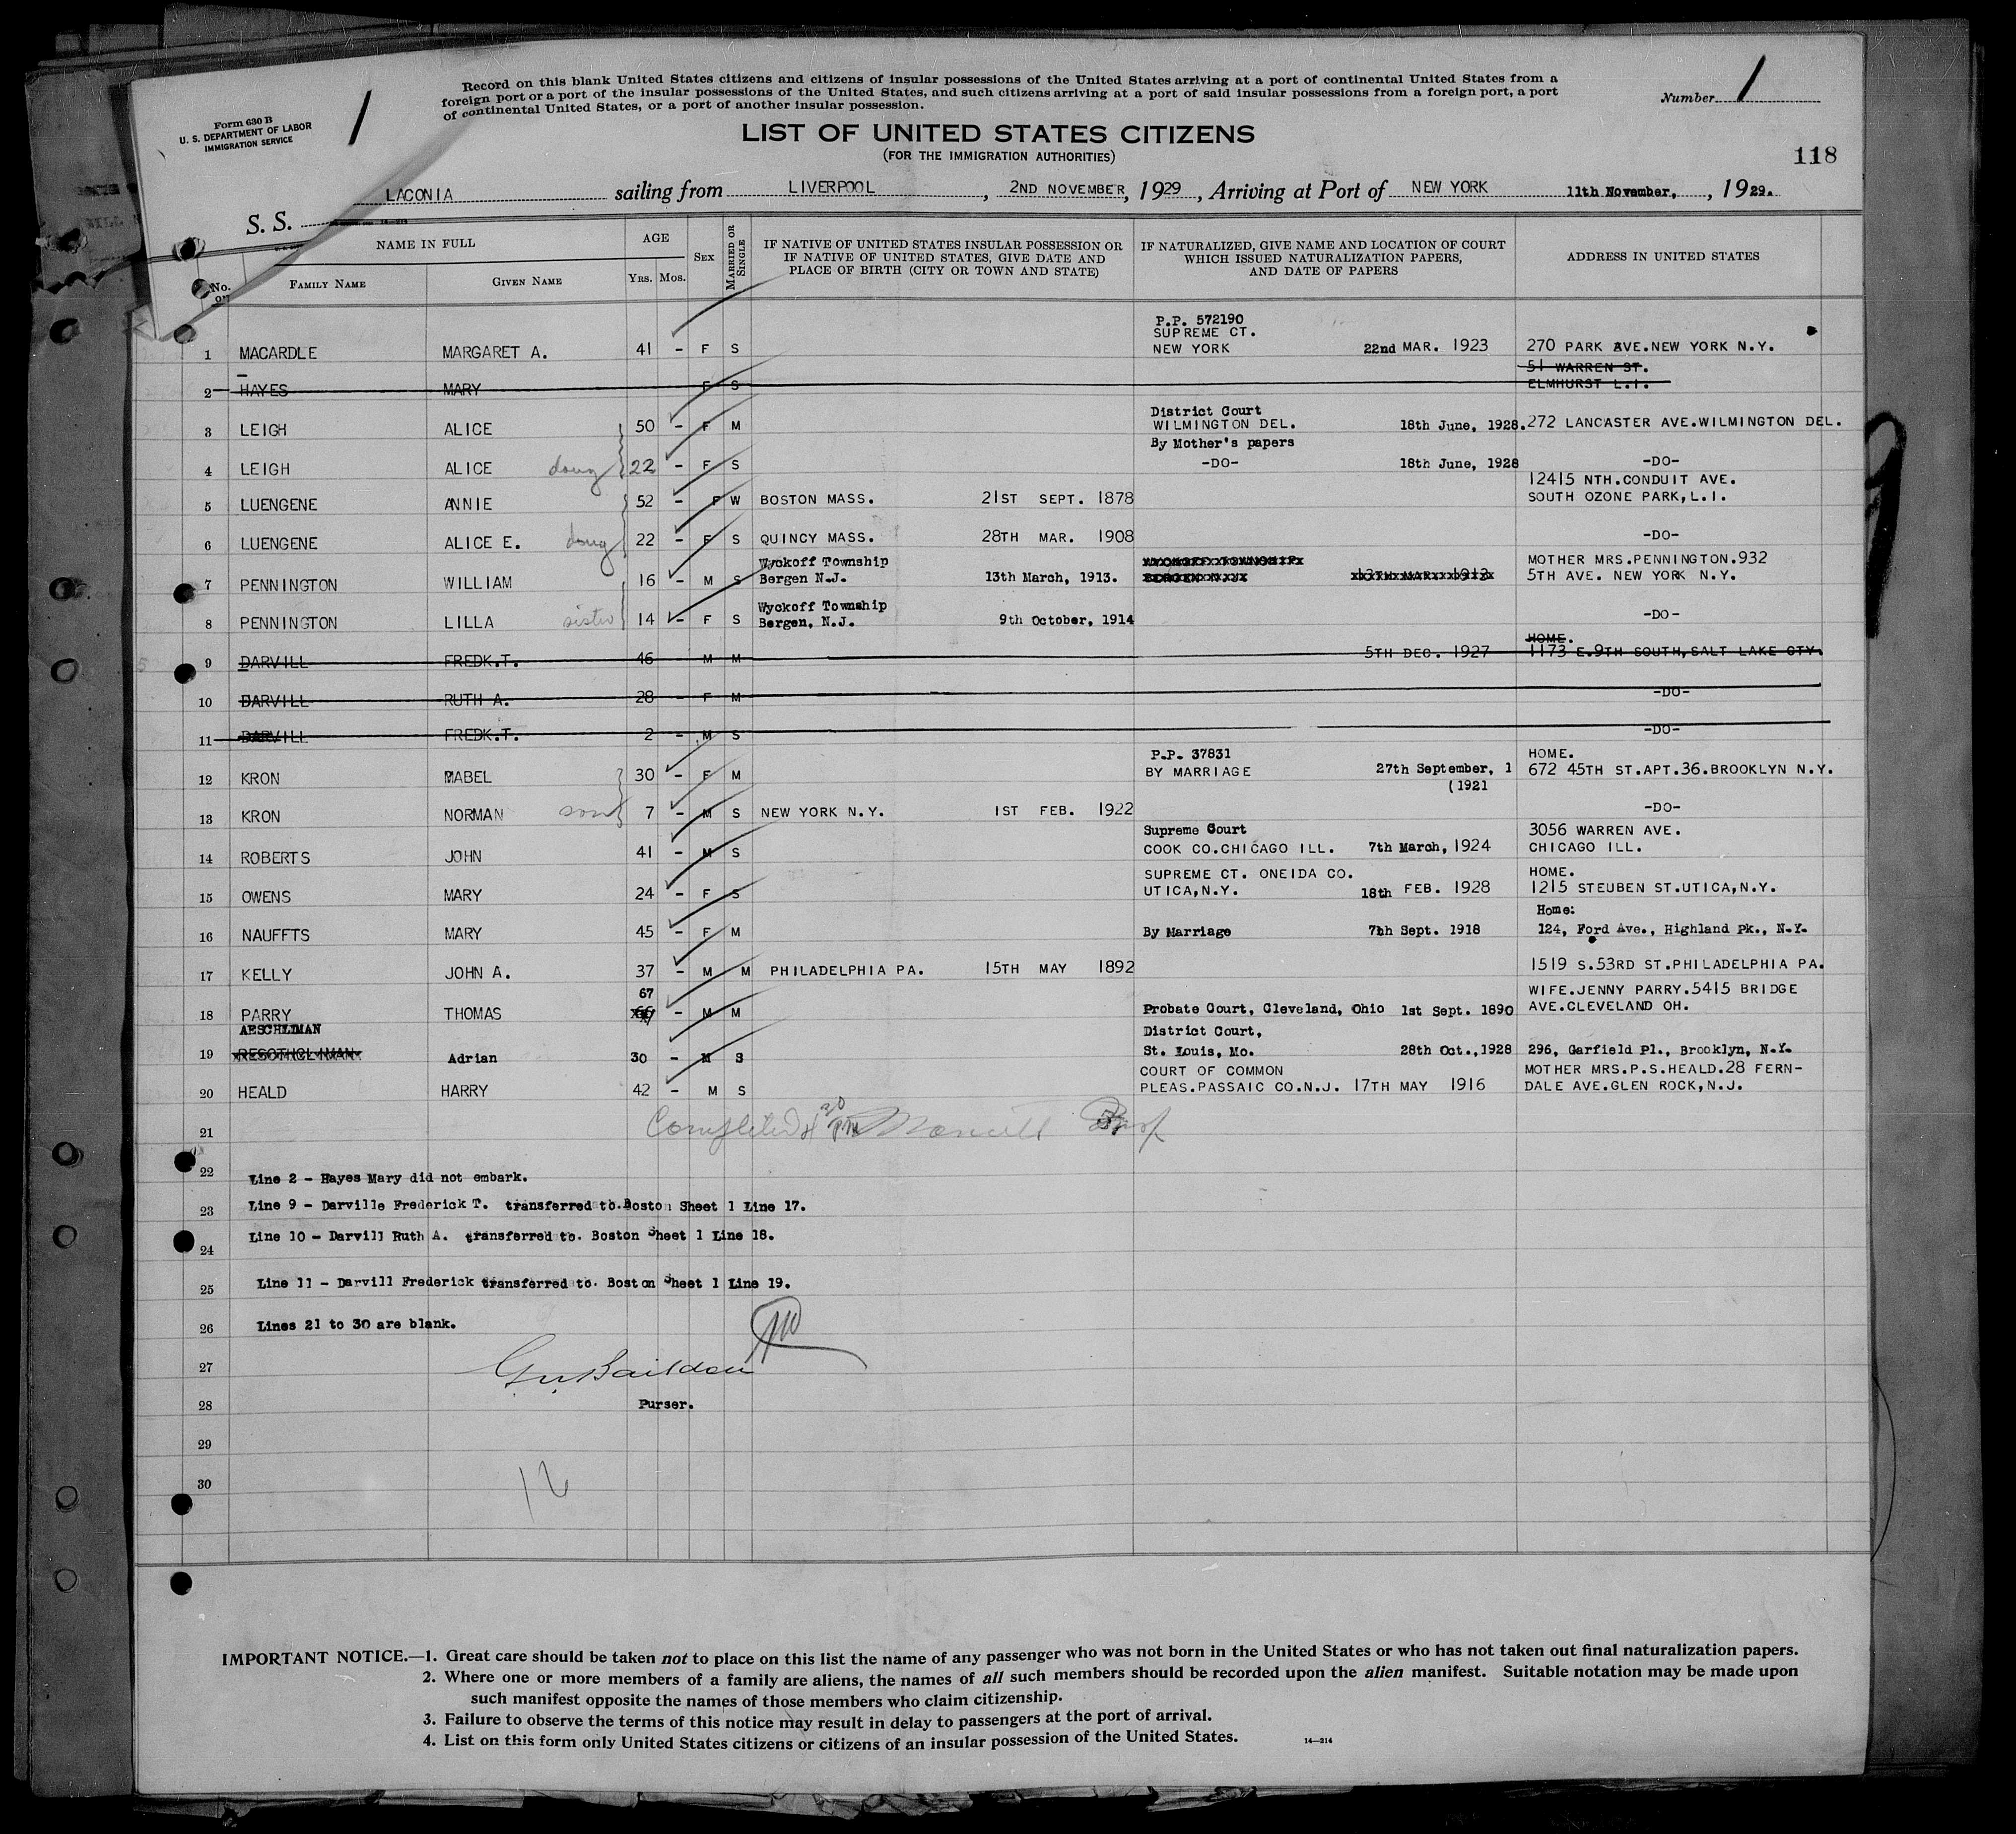 Record on this blank United States citizens and citizens of insular possessions of the United States arriving at a port of continental United States from a
foreign port or a port of the insular possessions of the United States, and such citizens arriving at a port of said insular possessions from a foreign port, a port
of continental United States, or a port of another insular possession.
Form 630 B
U. S. DEPARTMENT OF LABOR
IMMIGRATION SERVICE
1
Number 1
LIST OF UNITED STATES CITIZENS
(FOR THE IMMIGRATION AUTHORITIES)
118
S. S. LACONIA sailing from LIVERPOOL, 2ND NOVEMBER, 1929, Arriving at Port of NEW YORK 11th November, 1929.
No. on
NAME IN FULL
FAMILY NAME GIVEN NAME
AGE
YRS. MOS.
SEX
MARRIED OR SINGLE
IF NATIVE OF UNITED STATES INSULAR POSSESSION OR
IF NATIVE OF UNITED STATES, GIVE DATE AND
PLACE OF BIRTH (CITY OR TOWN AND STATE)
IF NATURALIZED, GIVE NAME AND LOCATION OF COURT
WHICH ISSUED NATURALIZATION PAPERS,
AND DATE OF PAPERS
ADDRESS IN UNITED STATES
P.P. 572190
SUPREME CT.
1 MACARDLE MARGARET A. 41 - F S NEW YORK 22nd MAR. 1923 270 PARK AVE.NEW YORK N.Y.
51 WARREN ST.
2 HAYES MARY F S ELMHURST L.I.
District Court
3 LEIGH ALICE 50 - F M WILMINGTON DEL. 18th June, 1928. 272 LANCASTER AVE.WILMINGTON DEL.
By Mother's papers
4 LEIGH ALICE daug 22 - F S -DO- 18th June, 1928 -DO-
12415 NTH.CONDUIT AVE.
5 LUENGENE ANNIE 52 - F W BOSTON MASS. 21ST SEPT. 1878 SOUTH OZONE PARK,L.I.
6 LUENGENE ALICE E. daug 22 - F S QUINCY MASS. 28TH MAR. 1908 -DO-
Wyckoff Township WYCKOFF TOWNSHIP MOTHER MRS.PENNINGTON.932
7 PENNINGTON WILLIAM 16 - M S Bergen N.J. 13th March, 1913. BERGEN N.J. 13TH MAR. 1913 5TH AVE. NEW YORK N.Y.
Wyckoff Township
8 PENNINGTON LILLA sister 14 - F S Bergen, N.J. 9th October, 1914 -DO-
HOME.
9 DARVILL FREDK.T. 46 M M 5TH DEC. 1927 1173 E.9TH SOUTH,SALT LAKE CTY.
10 DARVILL RUTH A. 28 - F M -DO-
11 DARVILL FREDK.T. 2 - M S -DO-
P.P. 37831 HOME.
12 KRON MABEL 30 - F M BY MARRIAGE 27th September, 1 672 45TH ST.APT.36.BROOKLYN N.Y.
(1921
13 KRON NORMAN son 7 - M S NEW YORK N.Y. 1ST FEB. 1922 -DO-
Supreme Court 3056 WARREN AVE.
14 ROBERTS JOHN 41 - M S COOK CO.CHICAGO ILL. 7th March, 1924 CHICAGO ILL.
SUPREME CT. ONEIDA CO. HOME.
15 OWENS MARY 24 - F S UTICA,N.Y. 18th FEB. 1928 1215 STEUBEN ST.UTICA,N.Y.
Home:
16 NAUFFTS MARY 45 - F M By Marriage 7th Sept. 1918 124, Ford Ave., Highland Pk., N.Y.
17 KELLY JOHN A. 37 - M M PHILADELPHIA PA. 15TH MAY 1892 1519 S.53RD ST.PHILADELPHIA PA.
67 WIFE.JENNY PARRY.5415 BRIDGE
18 PARRY THOMAS 66 - M M Probate Court, Cleveland, Ohio 1st Sept. 1890 AVE.CLEVELAND OH.
AESCHLIMAN District Court,
19 Adrian 30 - M S St. Louis, Mo. 28th Oct.,1928 296, Garfield Pl., Brooklyn, N.Y.
COURT OF COMMON MOTHER MRS.P.S.HEALD.28 FERN-
20 HEALD HARRY 42 - M S PLEAS.PASSAIC CO.N.J. 17TH MAY 1916 DALE AVE.GLEN ROCK,N.J.
21 Completed
22 Line 2 - Hayes Mary did not embark.
23 Line 9 - Darville Frederick T. transferred to.Boston Sheet 1 Line 17.
24 Line 10 - Darvill Ruth A. transferred to. Boston Sheet 1 Line 18.
25 Line 11 - Darvill Frederick transferred to. Boston Sheet 1 Line 19.
26 Lines 21 to 30 are blank.
27
28 Purser.
29
30
IMPORTANT NOTICE.—1. Great care should be taken not to place on this list the name of any passenger who was not born in the United States or who has not taken out final naturalization papers.
2. Where one or more members of a family are aliens, the names of all such members should be recorded upon the alien manifest. Suitable notation may be made upon
such manifest opposite the names of those members who claim citizenship.
3. Failure to observe the terms of this notice may result in delay to passengers at the port of arrival.
4. List on this form only United States citizens or citizens of an insular possession of the United States. 14—314